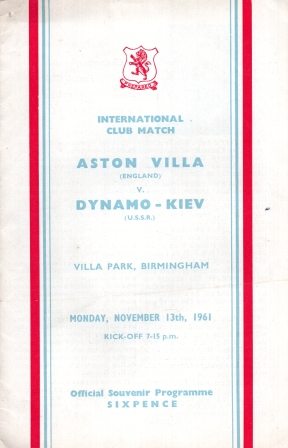 PREPARED
INTERNATIONAL
CLUB MATCH
ASTON VILLA
(ENGLAND)
V.
DYNAMO - KIEV
(U.S.S.R.)
VILLA PARK, BIRMINGHAM
MONDAY, NOVEMBER 13th, 1961
KICK-OFF 7-15 p.m.
Official Souvenir Programme
SIXPENCE